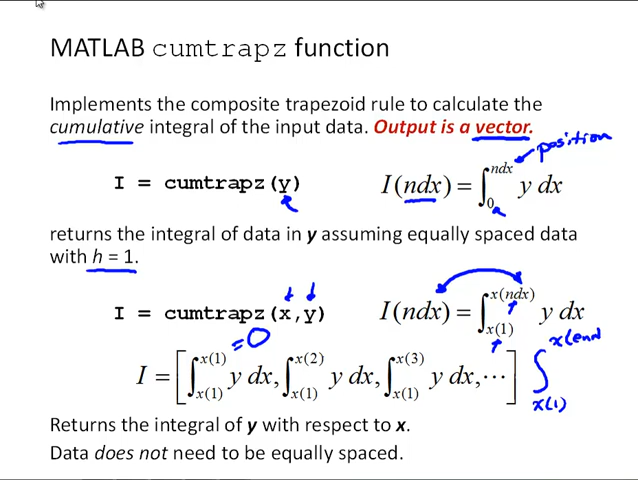 MATLAB cumtrapz function
Implements the composite trapezoid rule to calculate the
cumulative integral of the input data. Output is a vector.
position
I = cumtrapz(y) I(ndx) = ∫₀^ndx y dx
returns the integral of data in y assuming equally spaced data
with h = 1.
I = cumtrapz(x,y) I(ndx) = ∫_x(1)^x(ndx) y dx
= 0
I = [ ∫_x(1)^x(1) y dx, ∫_x(1)^x(2) y dx, ∫_x(1)^x(3) y dx, ⋯ ] ∫_x(1)^x(end
Returns the integral of y with respect to x.
Data does not need to be equally spaced.